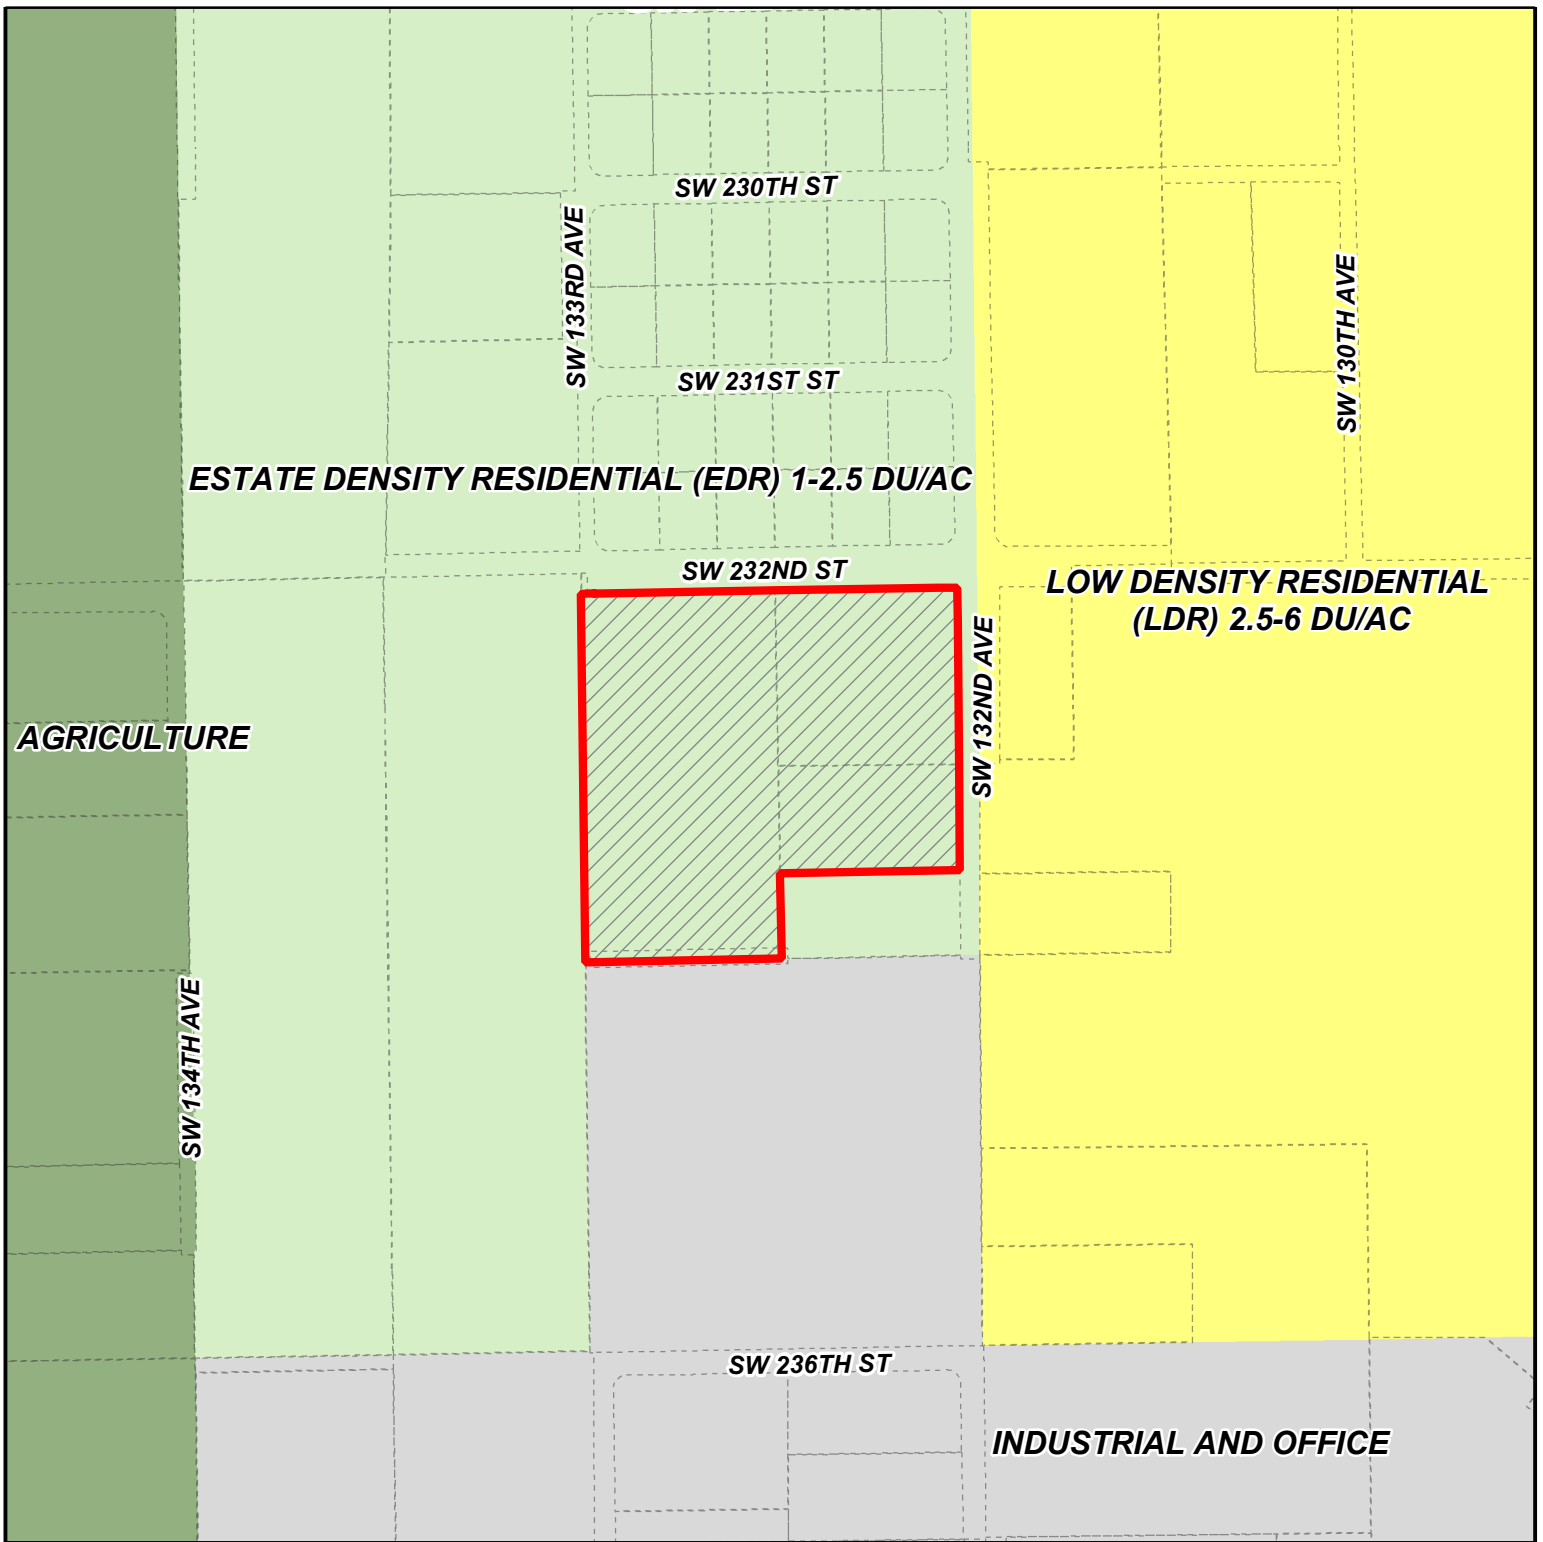 SW 230TH ST
SW 133RD AVE
SW 130TH AVE
SW 231ST ST
ESTATE DENSITY RESIDENTIAL (EDR) 1-2.5 DU/AC
SW 232ND ST
LOW DENSITY RESIDENTIAL
(LDR) 2.5-6 DU/AC
SW 132ND AVE
AGRICULTURE
SW 134TH AVE
SW 236TH ST
INDUSTRIAL AND OFFICE